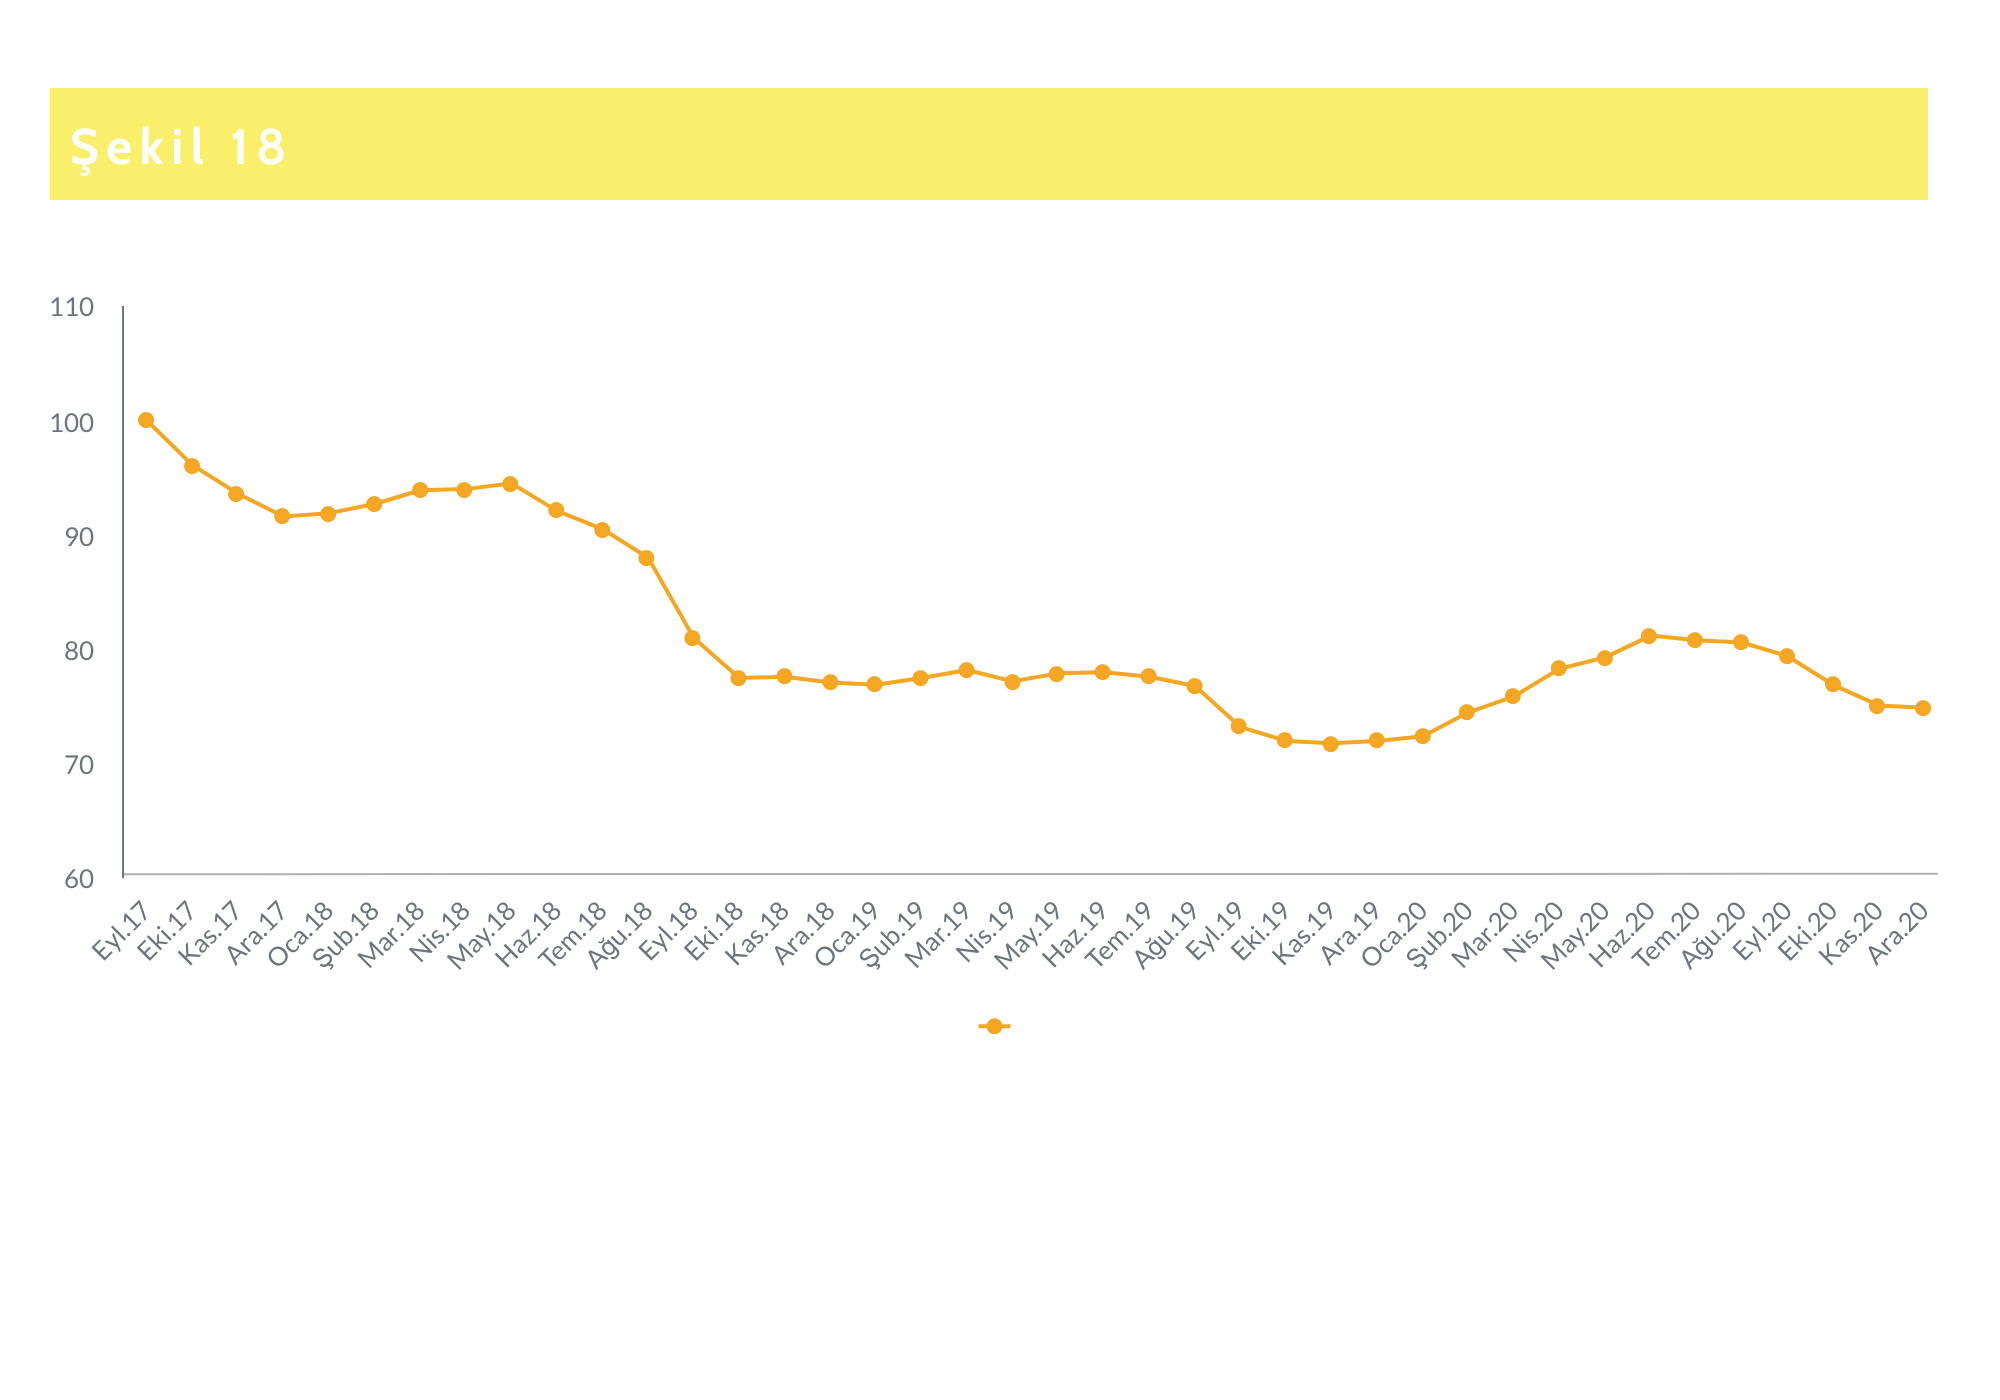 Şekil 18
110
100
90
80
70
60
Eyl.17
Eki.17
Kas.17
Ara.17
Oca.18
Şub.18
Mar.18
Nis.18
May.18
Haz.18
Tem.18
Ağu.18
Eyl.18
Eki.18
Kas.18
Ara.18
Oca.19
Şub.19
Mar.19
Nis.19
May.19
Haz.19
Tem.19
Ağu.19
Eyl.19
Eki.19
Kas.19
Ara.19
Oca.20
Şub.20
Mar.20
Nis.20
May.20
Haz.20
Tem.20
Ağu.20
Eyl.20
Eki.20
Kas.20
Ara.20